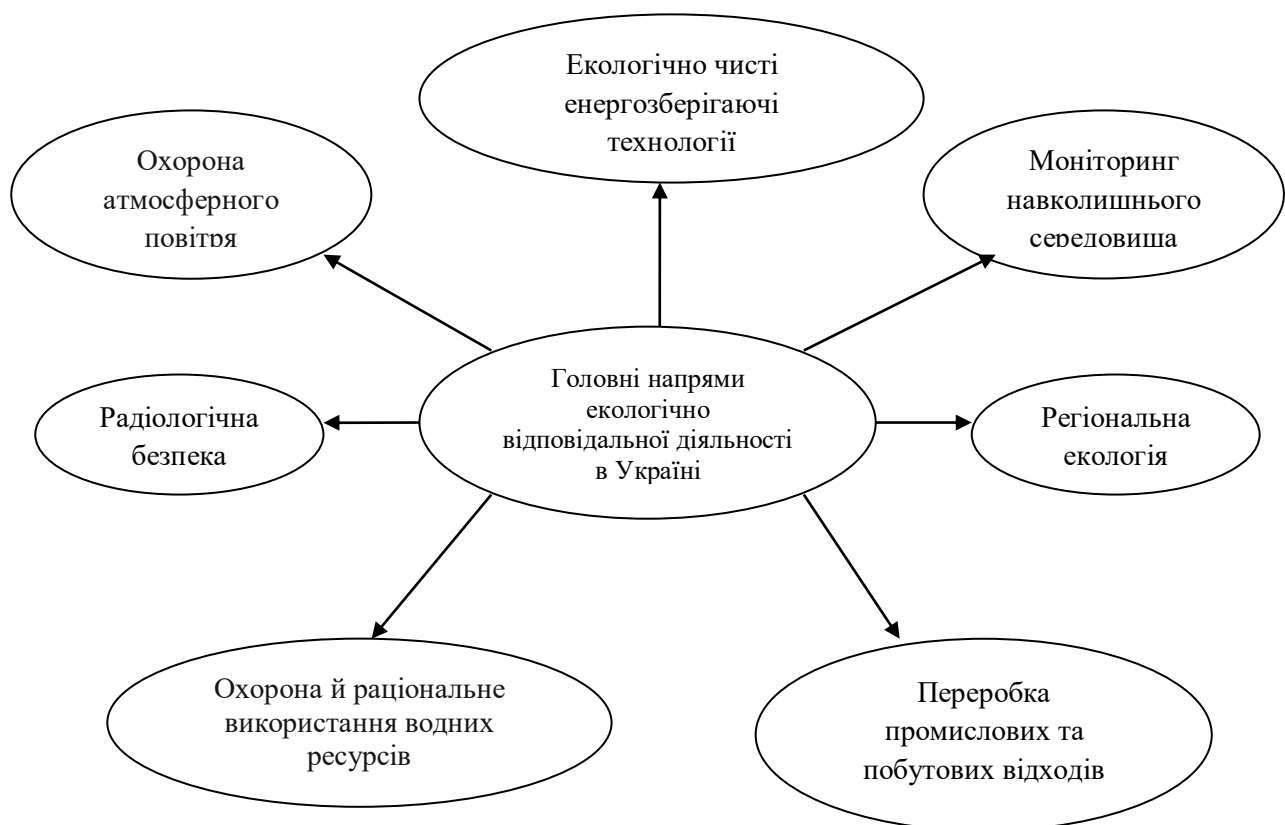 Екологічно чисті
енергозберігаючі
технології
Охорона
атмосферного
повітря
Моніторинг
навколишнього
середовища
Головні напрями
екологічно
відповідальної діяльності
в Україні
Радіологічна
безпека
Регіональна
екологія
Охорона й раціональне
використання водних
ресурсів
Переробка
промислових та
побутових відходів